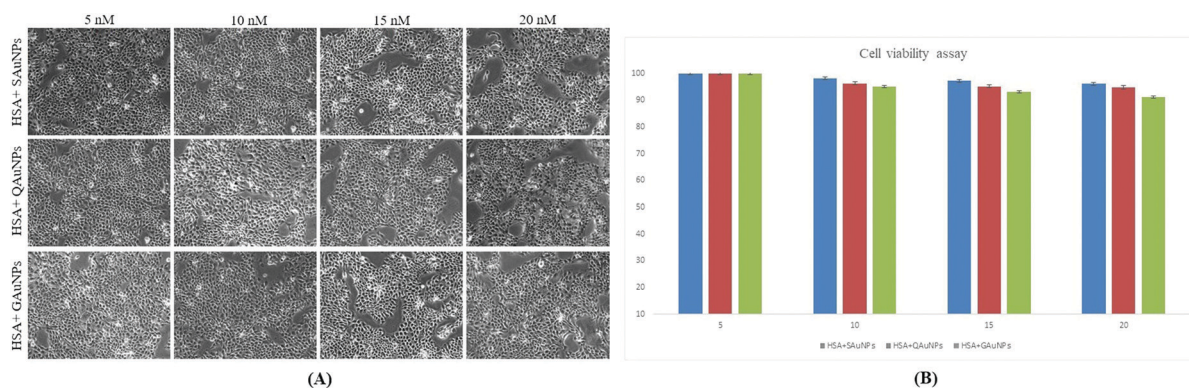 5 nM 10 nM 15 nM 20 nM
HSA+ SAuNPs
HSA+ QAuNPs
HSA+ GAuNPs
(A)
Cell viability assay
100
90
80
70
60
50
40
30
20
10
5 10 15 20
HSA+SAuNPs HSA+QAuNPs HSA+GAuNPs
(B)